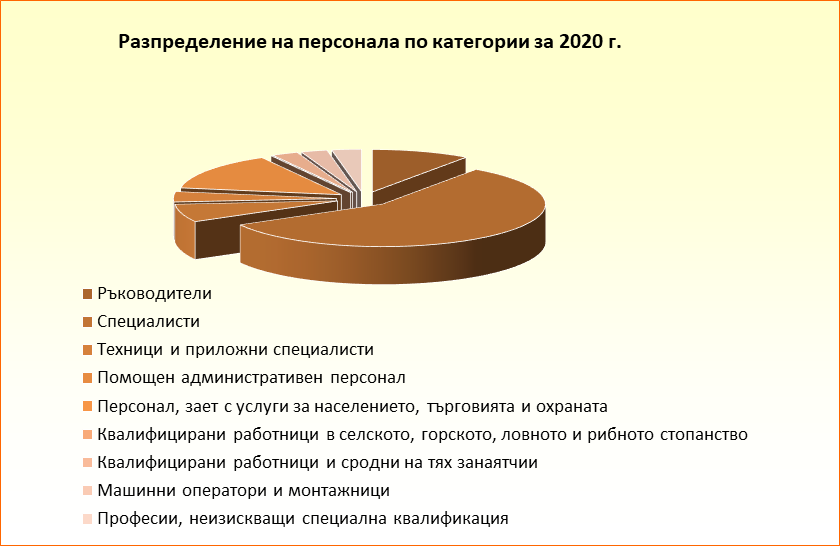 Разпределение на персонала по категории за 2020 г.
Ръководители
Специалисти
Техници и приложни специалисти
Помощен административен персонал
Персонал, зает с услуги за населението, търговията и охраната
Квалифицирани работници в селското, горското, ловното и рибното стопанство
Квалифицирани работници и сродни на тях занаятчии
Машинни оператори и монтажници
Професии, неизискващи специална квалификация